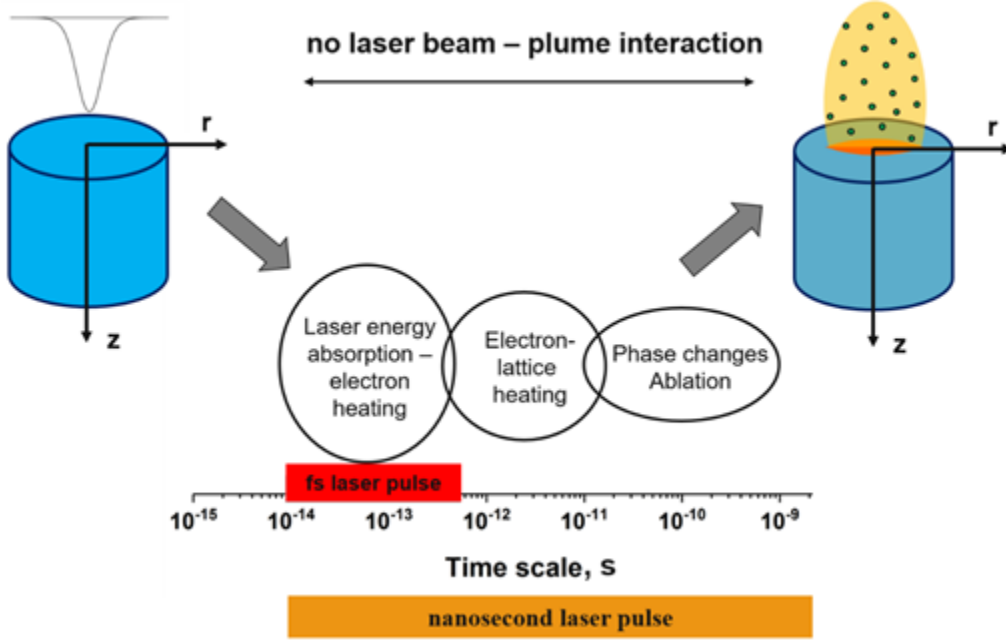 no laser beam – plume interaction
r
z
r
z
Laser energy
absorption –
electron
heating
Electron-
lattice
heating
Phase changes
Ablation
fs laser pulse
10-15 10-14 10-13 10-12 10-11 10-10 10-9
Time scale, s
nanosecond laser pulse